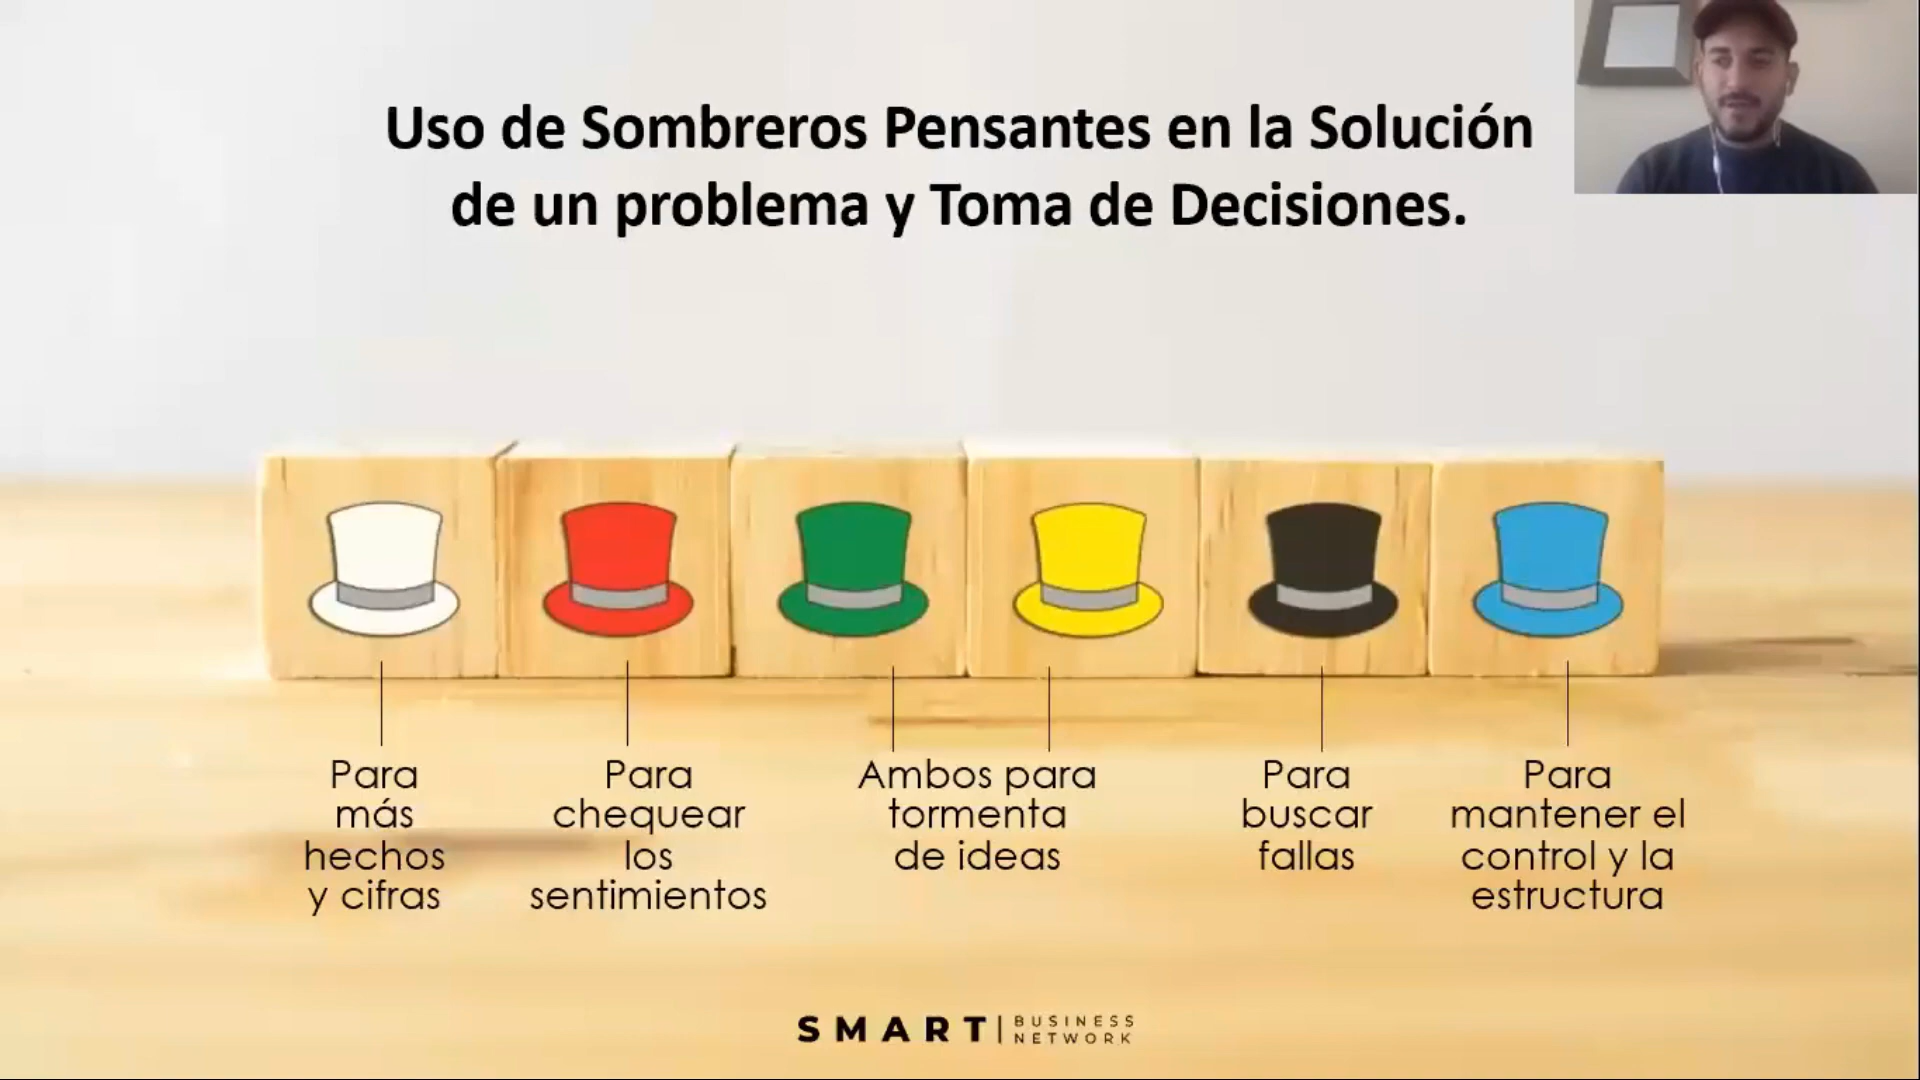 Uso de Sombreros Pensantes en la Solución
de un problema y Toma de Decisiones.
Para
más
hechos
y cifras
Para
chequear
los
sentimientos
Ambos para
tormenta
de ideas
Para
buscar
fallas
Para
mantener el
control y la
estructura
SMART
BUSINESS
NETWORK